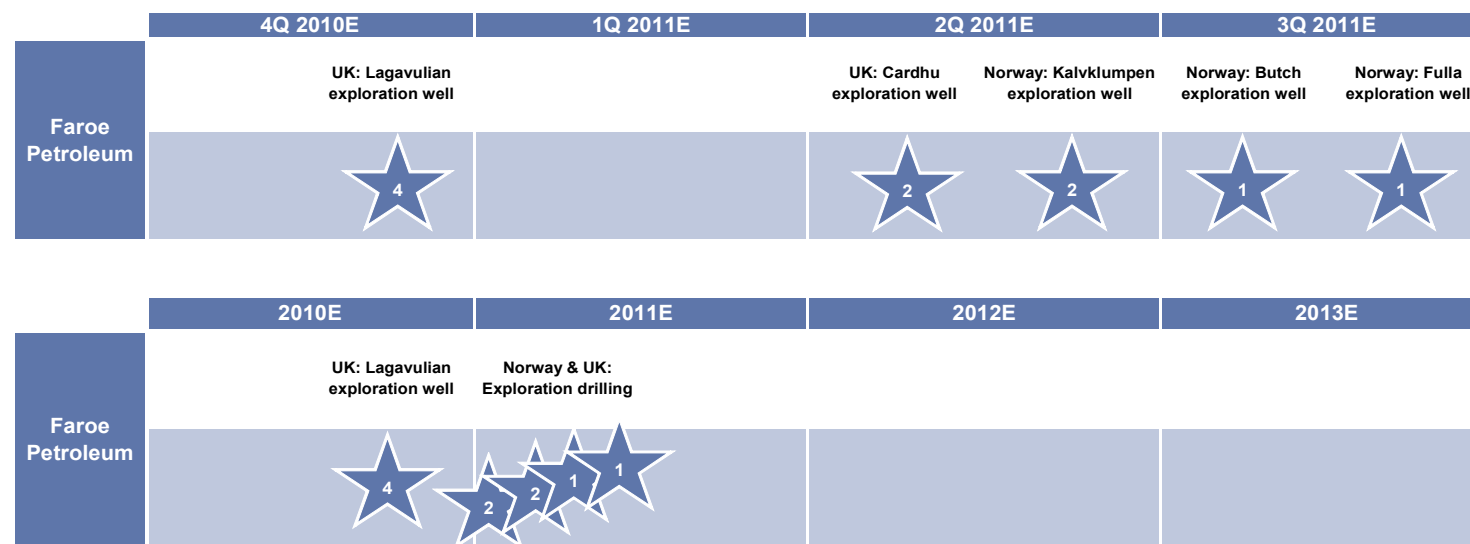 4Q 2010E 1Q 2011E 2Q 2011E 3Q 2011E
UK: Lagavulian UK: Cardhu Norway: Kalvklumpen Norway: Butch Norway: Fulla
exploration well exploration well exploration well exploration well exploration well
Faroe
Petroleum
4 2 2 1 1
2010E 2011E 2012E 2013E
UK: Lagavulian Norway & UK:
exploration well Exploration drilling
Faroe
Petroleum
4 2 2 1 1